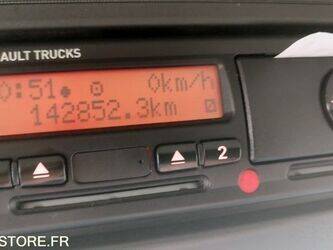 AULT TRUCKS
0:51 0km/h
142852.3km
2
STORE.FR